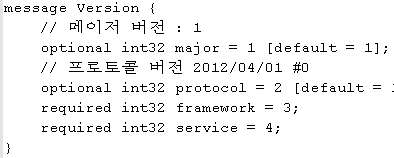 message Version {
// 메이저 버전 : 1
optional int32 major = 1 [default = 1];
// 프로토콜 버전 2012/04/01 #0
optional int32 protocol = 2 [default =
required int32 framework = 3;
required int32 service = 4;
}